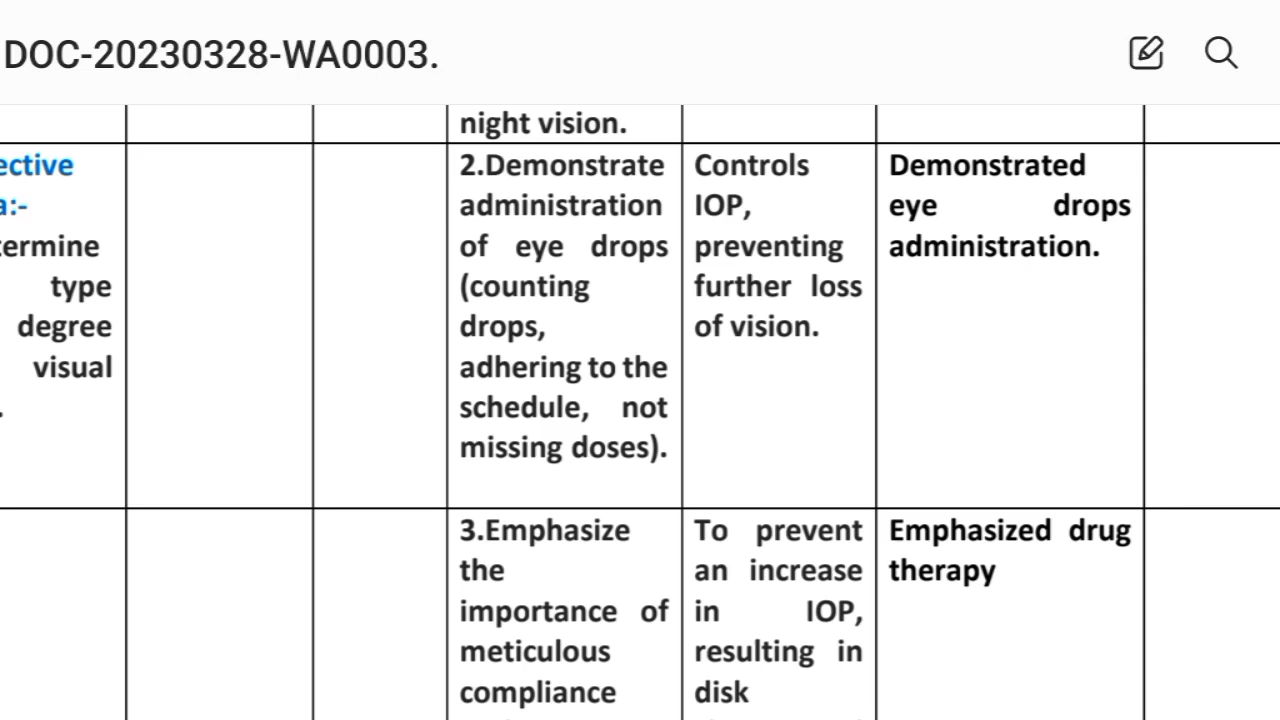 DOC-20230328-WA0003.
night vision.
ective
a:-
termine
type
degree
visual
.
2.Demonstrate
administration
of eye drops
(counting
drops,
adhering to the
schedule, not
missing doses).
Controls
IOP,
preventing
further loss
of vision.
Demonstrated
eye drops
administration.
3.Emphasize
the
importance of
meticulous
compliance
To prevent
an increase
in IOP,
resulting in
disk
Emphasized drug
therapy